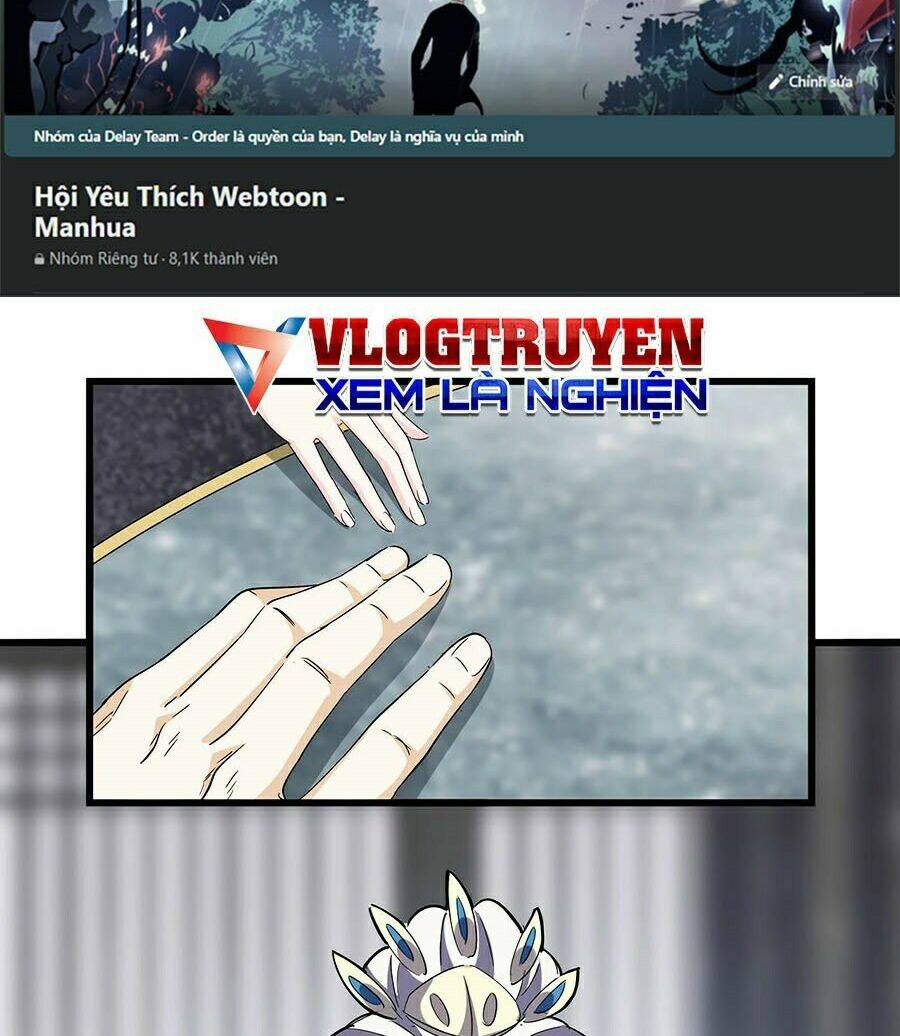 Chỉnh sửa
Nhóm của Delay Team - Order là quyền của bạn, Delay là nghĩa vụ của mình
Hội Yêu Thích Webtoon -
Manhua
Nhóm Riêng tư · 8,1K thành viên
VLOGTRUYEN
XEM LÀ NGHIỆN